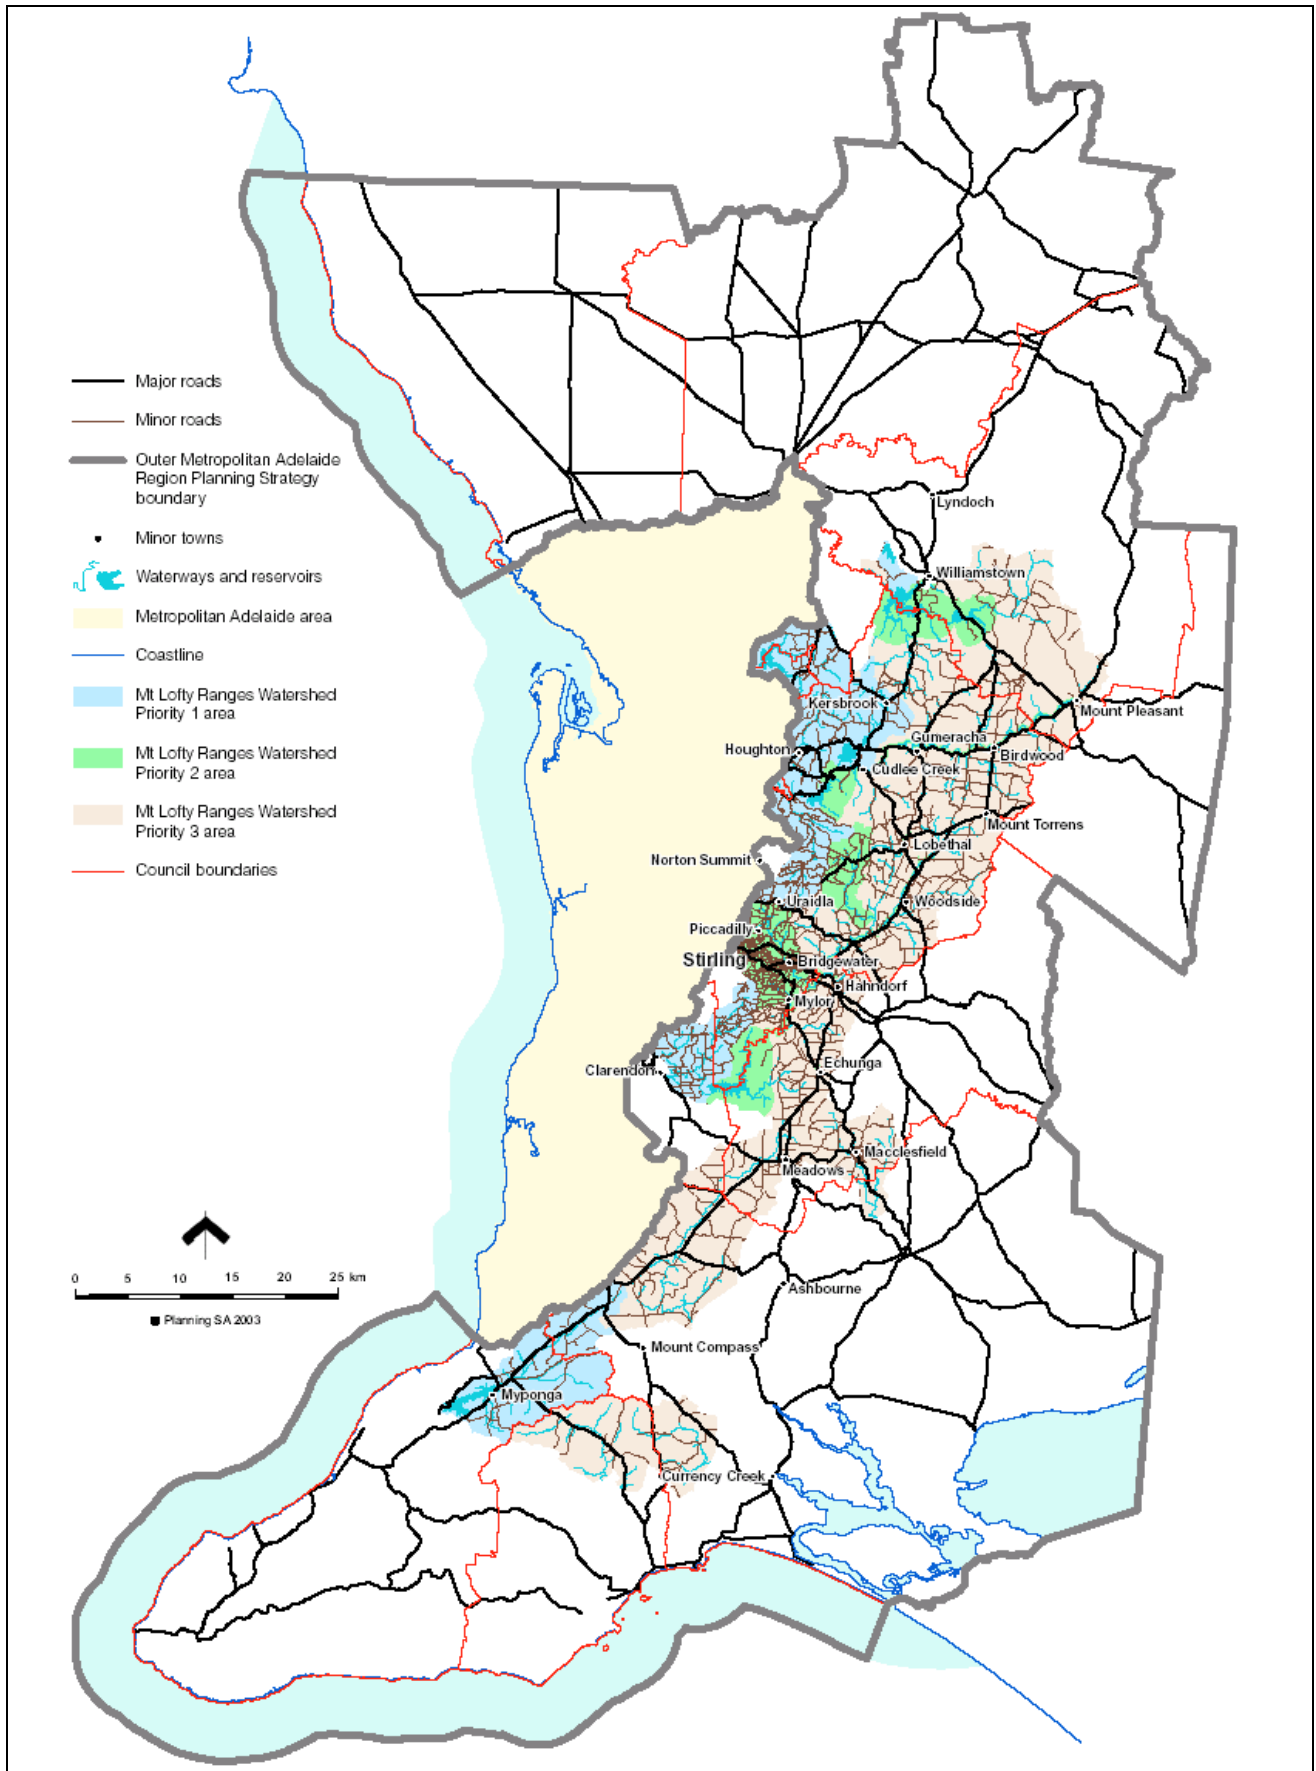 Major roads
Minor roads
Outer Metropolitan Adelaide
Region Planning Strategy
boundary
Minor towns
Waterways and reservoirs
Metropolitan Adelaide area
Coastline
Mt Lofty Ranges Watershed
Priority 1 area
Mt Lofty Ranges Watershed
Priority 2 area
Mt Lofty Ranges Watershed
Priority 3 area
Council boundaries
0 5 10 15 20 25 km
Planning SA 2003
Lyndoch
Williamstown
Kersbrook
Mount Pleasant
Gumeracha
Houghton
Birdwood
Cudlee Creek
Mount Torrens
Lobethal
Norton Summit
Uraidla
Woodside
Piccadilly
Stirling
Bridgewater
Hahndorf
Mylor
Echunga
Clarendon
Macclesfield
Meadows
Ashbourne
Mount Compass
Myponga
Currency Creek